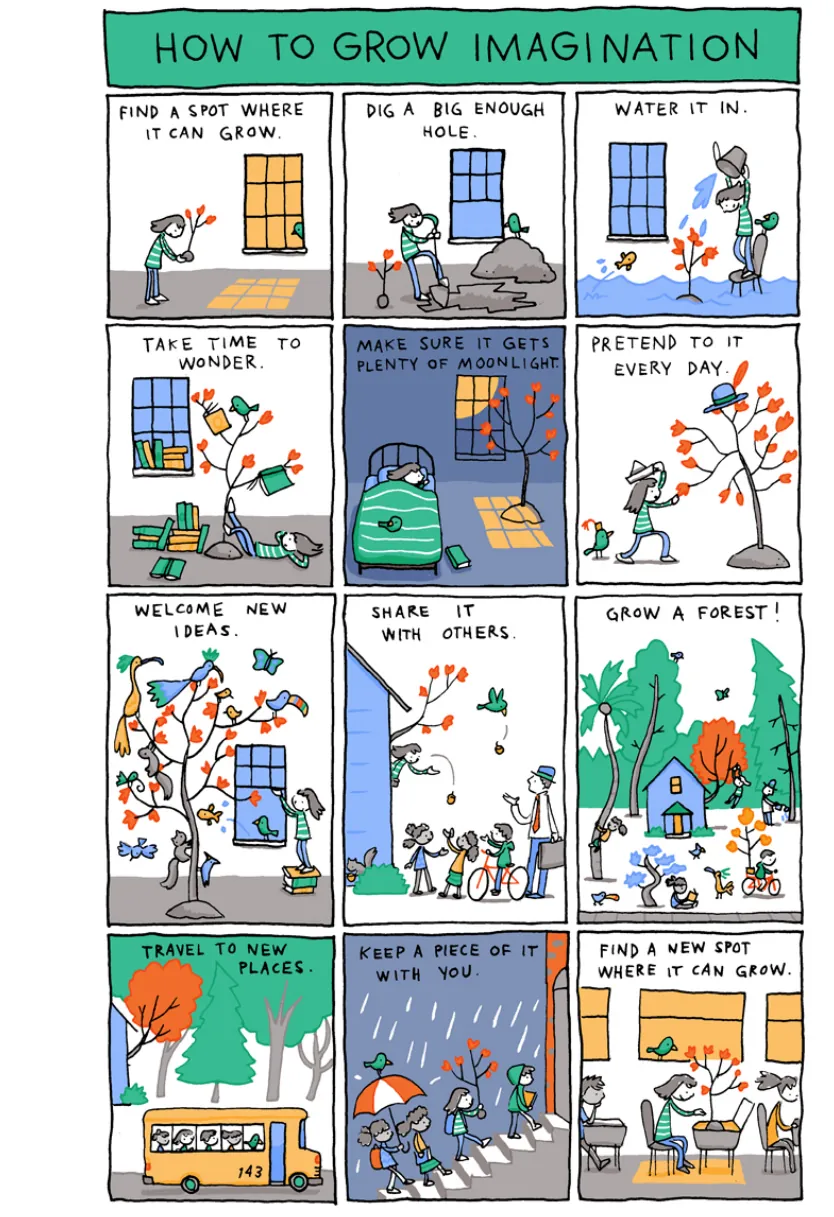 HOW TO GROW IMAGINATION
FIND A SPOT WHERE
IT CAN GROW.
DIG A BIG ENOUGH
HOLE.
WATER IT IN.
TAKE TIME TO
WONDER.
MAKE SURE IT GETS
PLENTY OF MOONLIGHT.
PRETEND TO IT
EVERY DAY.
WELCOME NEW
IDEAS.
SHARE IT
WITH OTHERS.
GROW A FOREST!
TRAVEL TO NEW
PLACES.
143
KEEP A PIECE OF IT
WITH YOU.
FIND A NEW SPOT
WHERE IT CAN GROW.